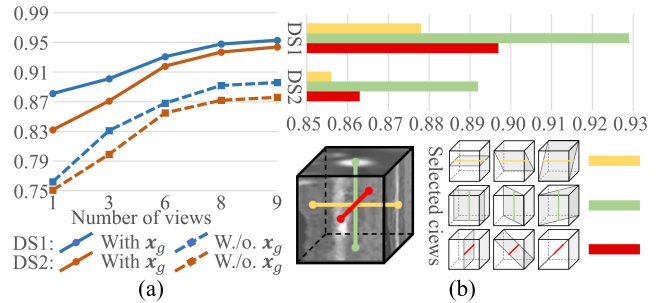 0.99
0.95
0.91
0.87
0.83
0.79
0.75
1 3 6 8 9
Number of views
DS1: With x_g W./o. x_g
DS2: With x_g W./o. x_g
(a)
DS1
DS2
0.85 0.86 0.87 0.88 0.89 0.90 0.91 0.92 0.93
Selected ciews
(b)